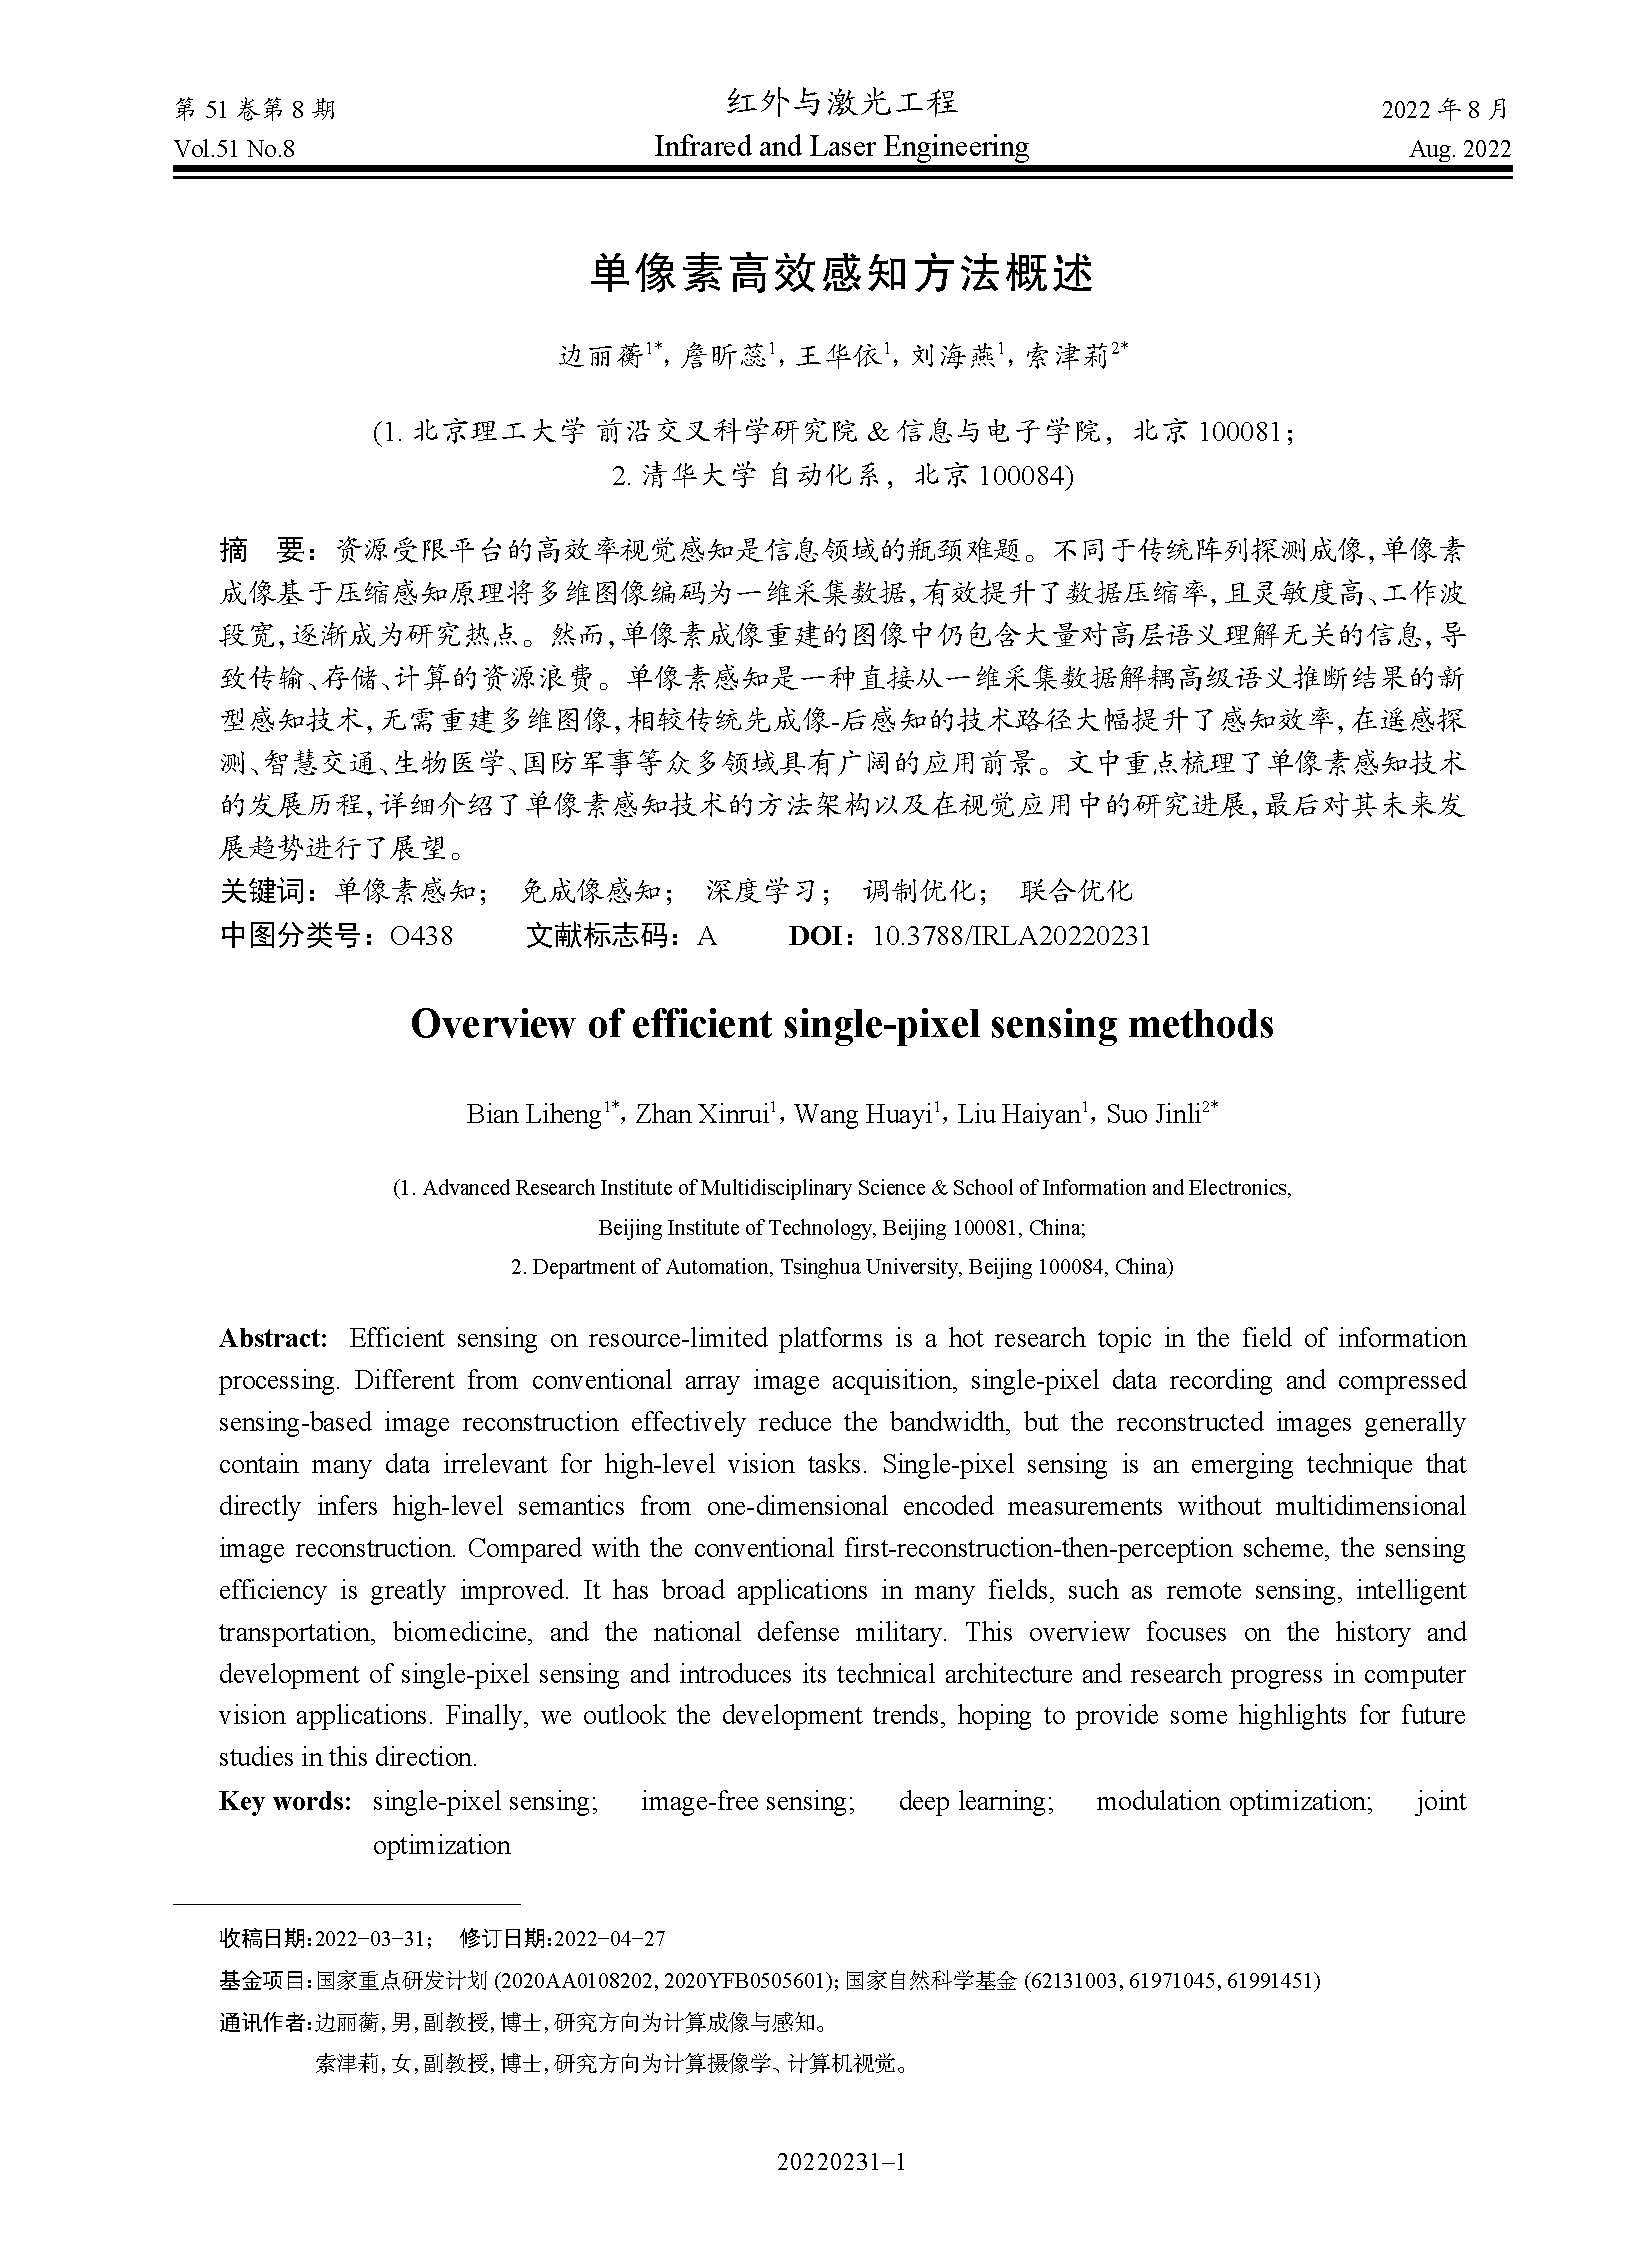 第 51 卷第 8 期
红外与激光工程
2022 年 8 月
Vol.51 No.8
Infrared and Laser Engineering
Aug. 2022
单像素高效感知方法概述
边丽蘅1*, 詹昕蕊1, 王华依1, 刘海燕1, 索津莉2*
(1. 北京理工大学 前沿交叉科学研究院 & 信息与电子学院，北京 100081；
2. 清华大学 自动化系，北京 100084)
摘 要：资源受限平台的高效率视觉感知是信息领域的瓶颈难题。不同于传统阵列探测成像, 单像素
成像基于压缩感知原理将多维图像编码为一维采集数据, 有效提升了数据压缩率, 且灵敏度高、工作波
段宽, 逐渐成为研究热点。然而, 单像素成像重建的图像中仍包含大量对高层语义理解无关的信息, 导
致传输、存储、计算的资源浪费。单像素感知是一种直接从一维采集数据解耦高级语义推断结果的新
型感知技术, 无需重建多维图像, 相较传统先成像-后感知的技术路径大幅提升了感知效率, 在遥感探
测、智慧交通、生物医学、国防军事等众多领域具有广阔的应用前景。文中重点梳理了单像素感知技术
的发展历程, 详细介绍了单像素感知技术的方法架构以及在视觉应用中的研究进展, 最后对其未来发
展趋势进行了展望。
关键词：单像素感知； 免成像感知； 深度学习； 调制优化； 联合优化
中图分类号：O438 文献标志码：A DOI：10.3788/IRLA20220231
Overview of efficient single-pixel sensing methods
Bian Liheng1*, Zhan Xinrui1, Wang Huayi1, Liu Haiyan1, Suo Jinli2*
(1. Advanced Research Institute of Multidisciplinary Science & School of Information and Electronics,
Beijing Institute of Technology, Beijing 100081, China;
2. Department of Automation, Tsinghua University, Beijing 100084, China)
Abstract: Efficient sensing on resource-limited platforms is a hot research topic in the field of information
processing. Different from conventional array image acquisition, single-pixel data recording and compressed
sensing-based image reconstruction effectively reduce the bandwidth, but the reconstructed images generally
contain many data irrelevant for high-level vision tasks. Single-pixel sensing is an emerging technique that
directly infers high-level semantics from one-dimensional encoded measurements without multidimensional
image reconstruction. Compared with the conventional first-reconstruction-then-perception scheme, the sensing
efficiency is greatly improved. It has broad applications in many fields, such as remote sensing, intelligent
transportation, biomedicine, and the national defense military. This overview focuses on the history and
development of single-pixel sensing and introduces its technical architecture and research progress in computer
vision applications. Finally, we outlook the development trends, hoping to provide some highlights for future
studies in this direction.
Key words: single-pixel sensing; image-free sensing; deep learning; modulation optimization; joint
optimization
收稿日期:2022−03−31； 修订日期:2022−04−27
基金项目:国家重点研发计划 (2020AA0108202, 2020YFB0505601); 国家自然科学基金 (62131003, 61971045, 61991451)
通讯作者:边丽蘅, 男, 副教授, 博士, 研究方向为计算成像与感知。
索津莉, 女, 副教授, 博士, 研究方向为计算摄像学、计算机视觉。
20220231–1